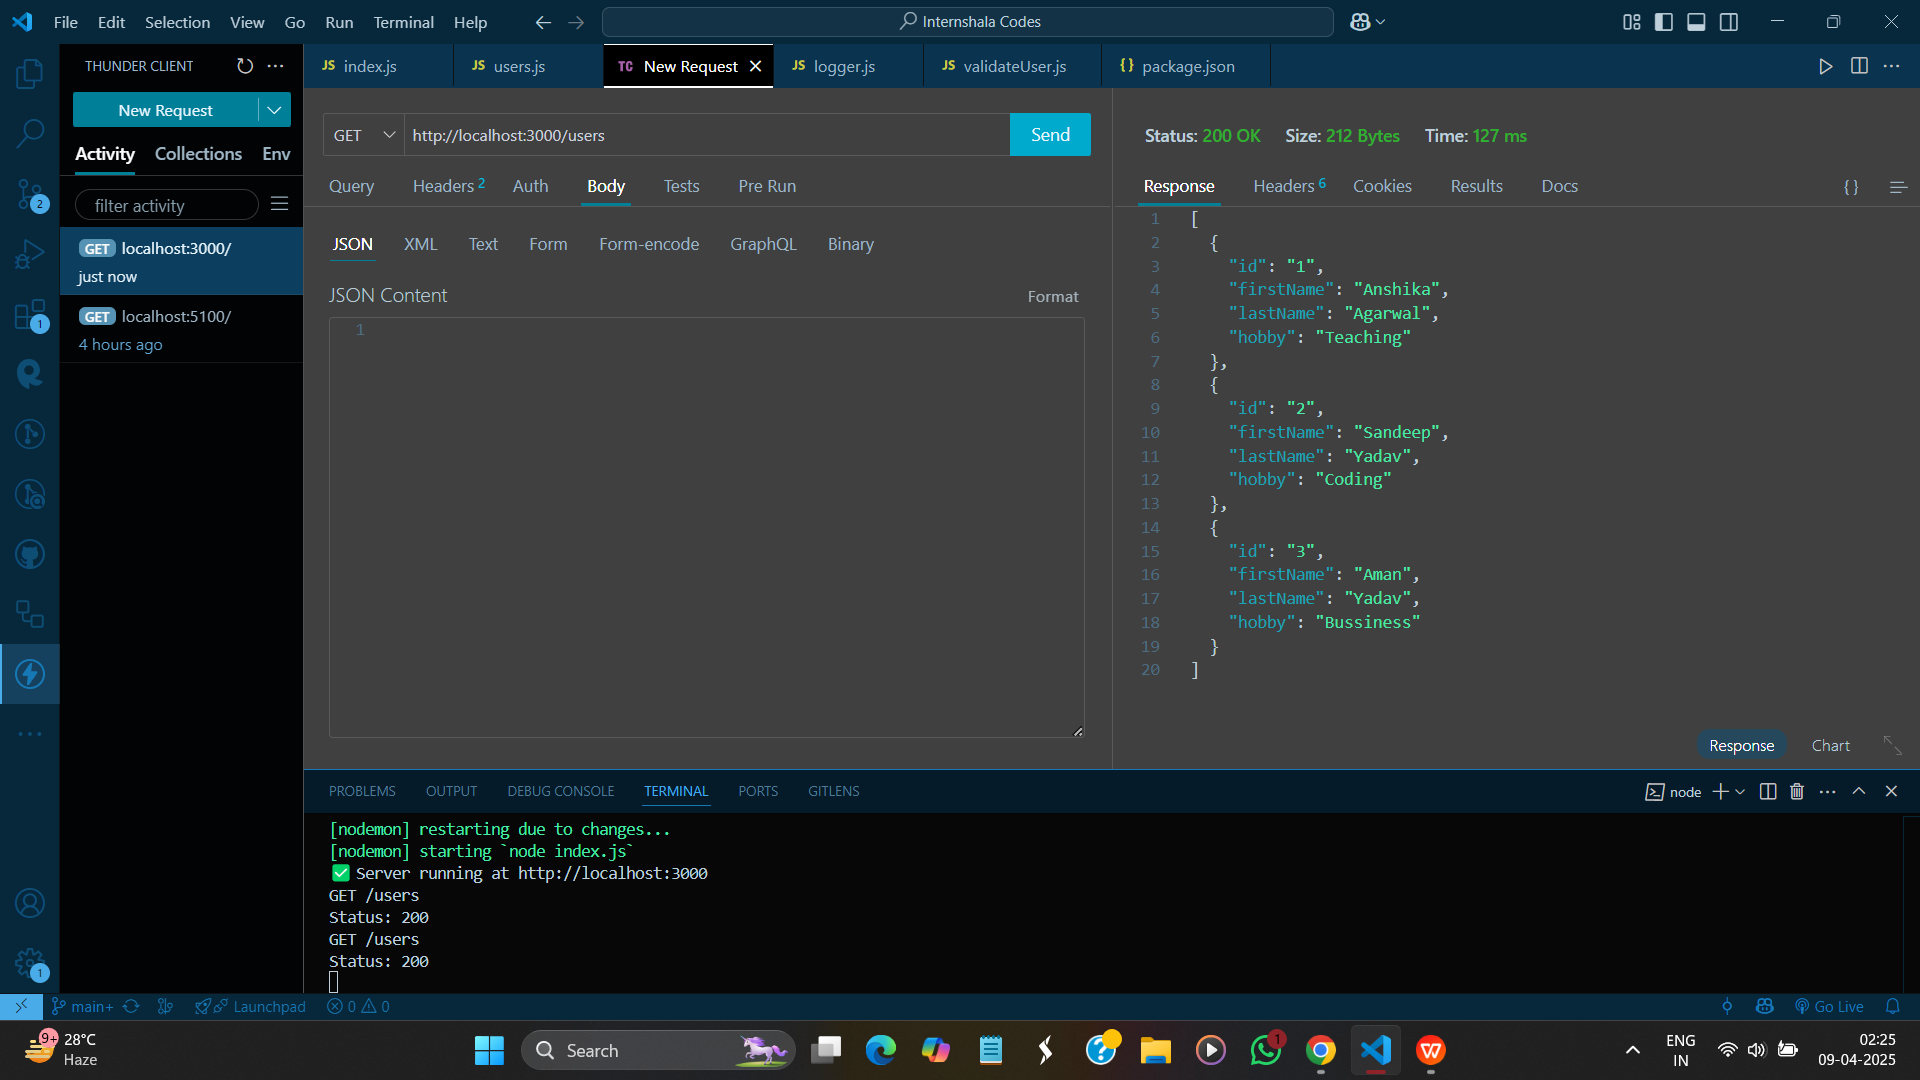 File Edit Selection View Go Run Terminal Help
Internshala Codes
THUNDER CLIENT
New Request
Activity Collections Env
filter activity
GET localhost:3000/
just now
GET localhost:5100/
4 hours ago
JS index.js
JS users.js
TC New Request
JS logger.js
JS validateUser.js
{} package.json
GET http://localhost:3000/users Send
Query Headers 2 Auth Body Tests Pre Run
JSON XML Text Form Form-encode GraphQL Binary
JSON Content Format
1
Status: 200 OK Size: 212 Bytes Time: 127 ms
Response Headers 6 Cookies Results Docs {}
1 [
2 {
3 "id": "1",
4 "firstName": "Anshika",
5 "lastName": "Agarwal",
6 "hobby": "Teaching"
7 },
8 {
9 "id": "2",
10 "firstName": "Sandeep",
11 "lastName": "Yadav",
12 "hobby": "Coding"
13 },
14 {
15 "id": "3",
16 "firstName": "Aman",
17 "lastName": "Yadav",
18 "hobby": "Bussiness"
19 }
20 ]
Response Chart
2
1
1
PROBLEMS OUTPUT DEBUG CONSOLE TERMINAL PORTS GITLENS
node
[nodemon] restarting due to changes...
[nodemon] starting `node index.js`
✅ Server running at http://localhost:3000
GET /users
Status: 200
GET /users
Status: 200
main+ Launchpad 0 0 Go Live
9+ 28°C
Haze
Search
1
ENG
IN
02:25
09-04-2025